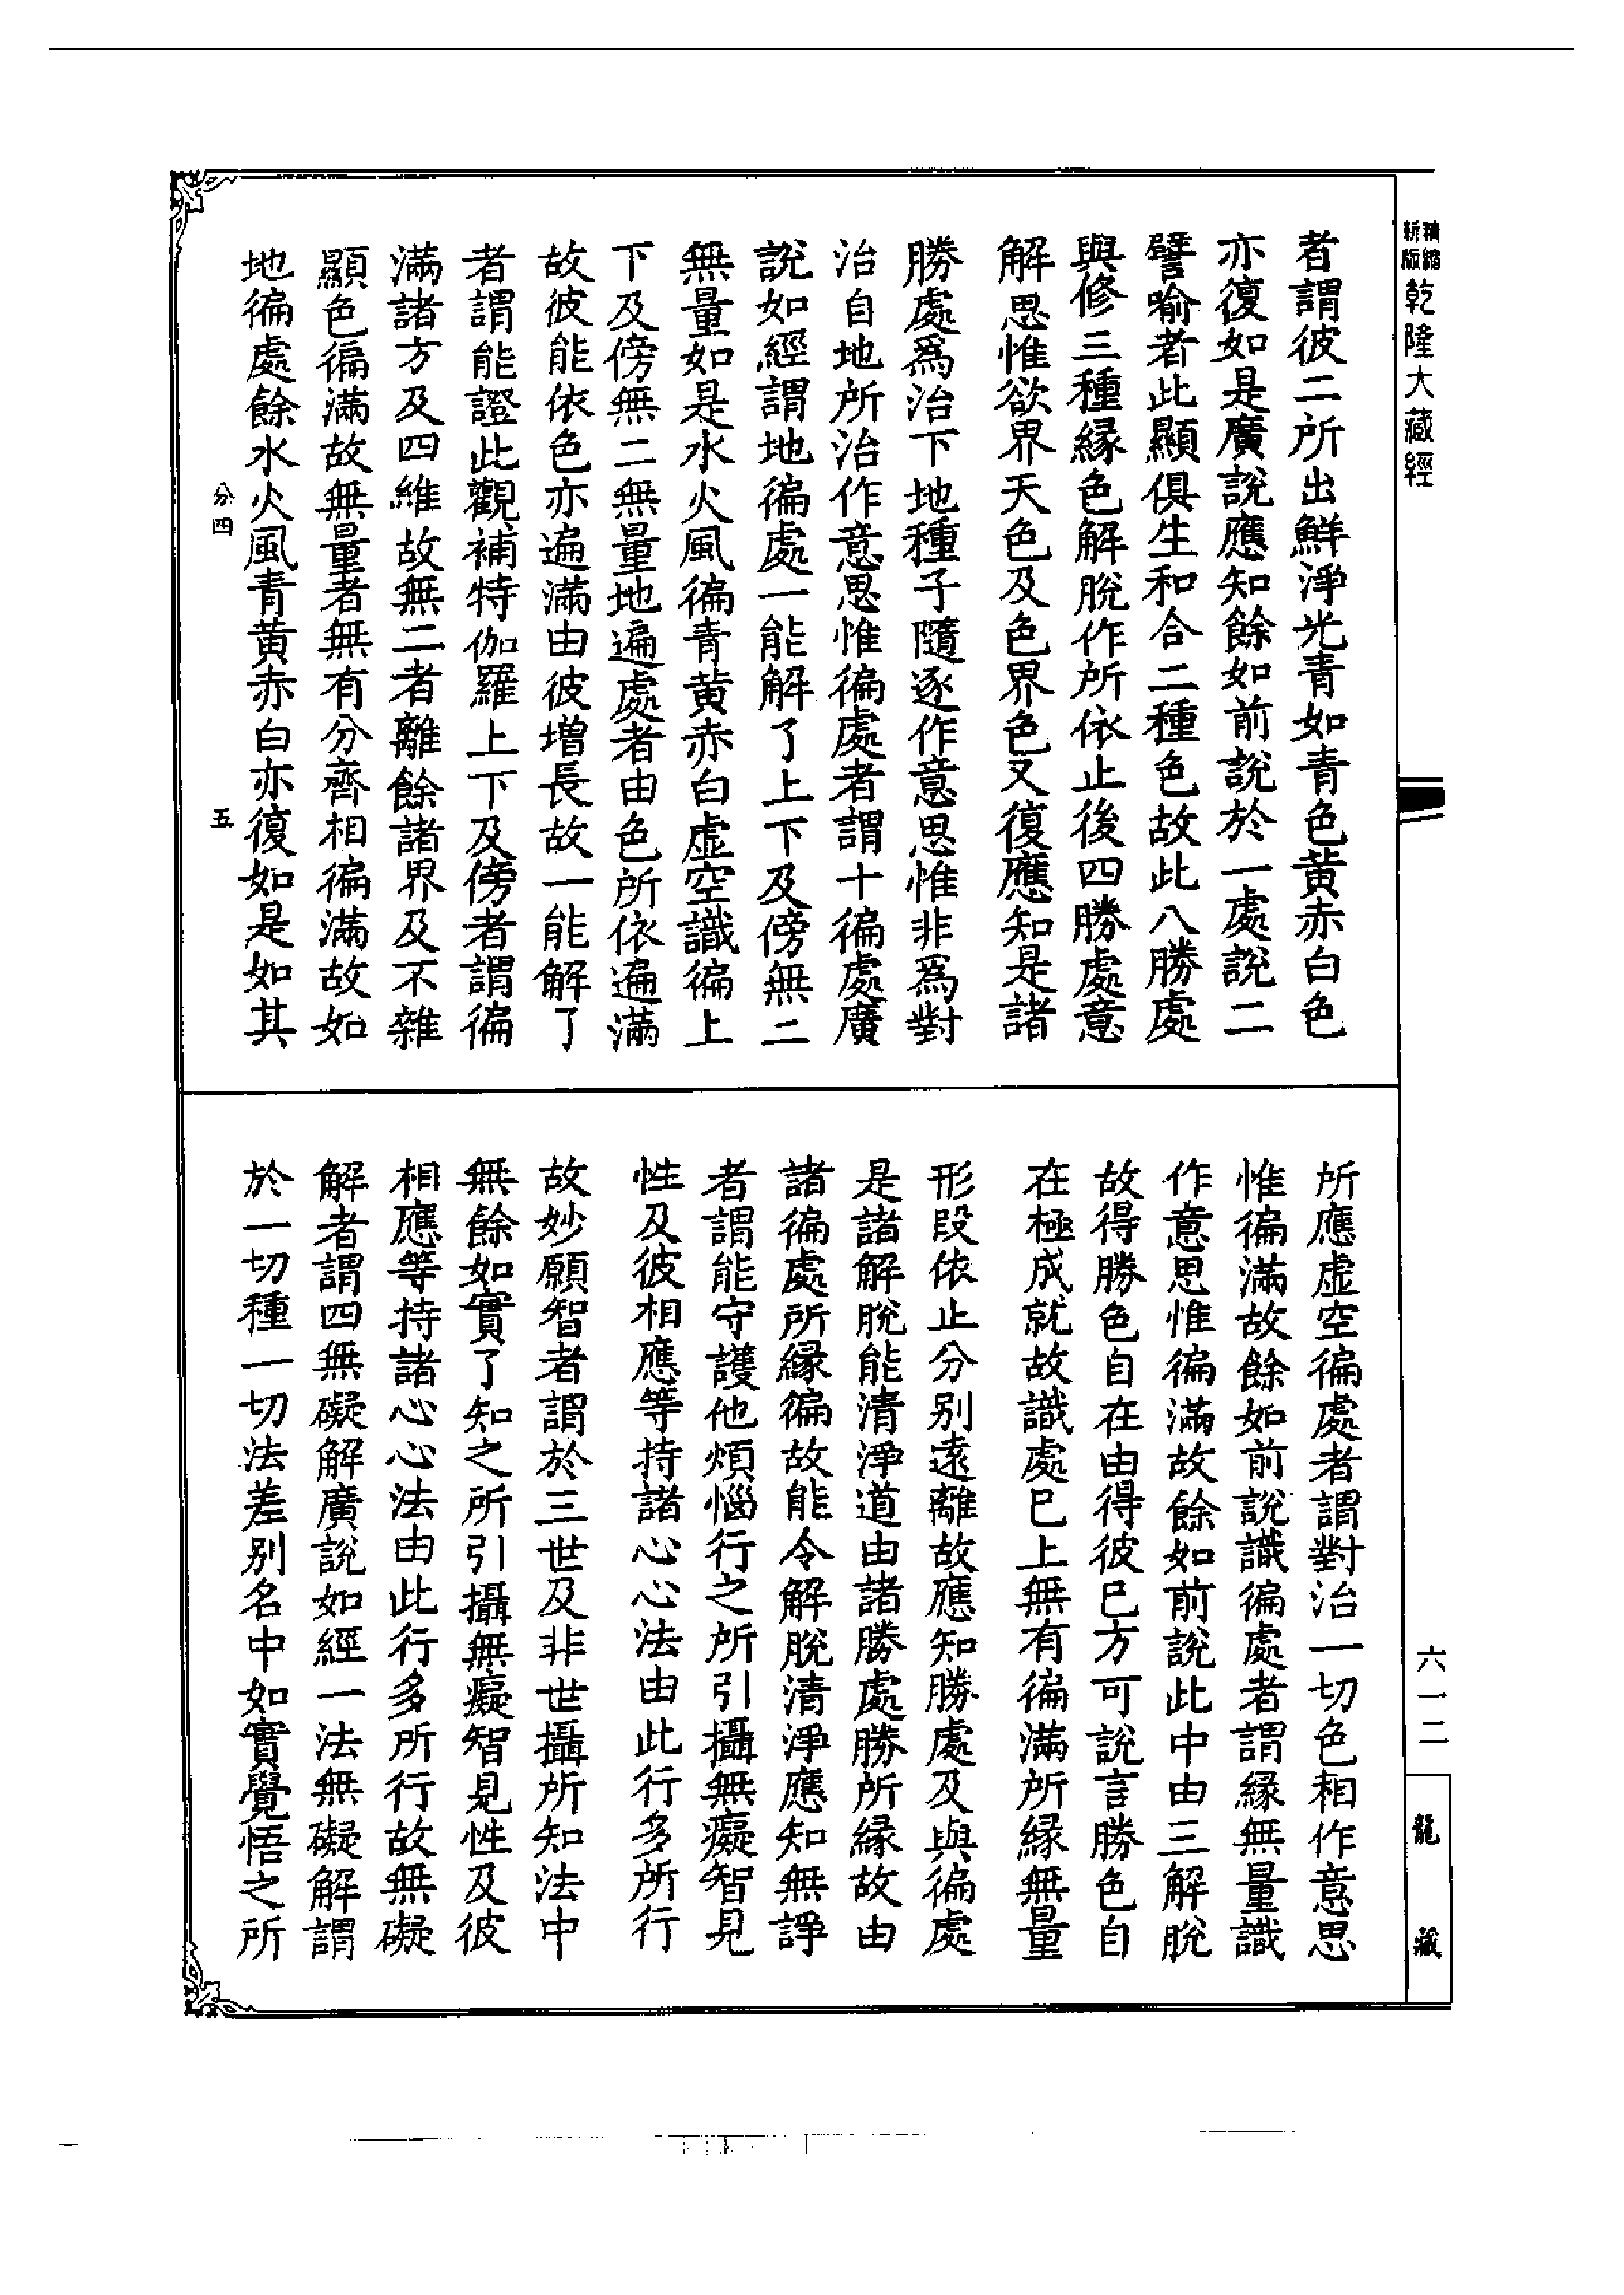 精縮
新版
乾隆大藏經
者謂彼二所出鮮淨光青如青色黃赤白色
亦復如是廣說應知餘如前說於一處說二
譬喻者此顯俱生和合二種色故此八勝處
與修三種緣色解脫作所依止後四勝處意
解思惟欲界天色及色界色又復應知是諸
勝處爲治下地種子隨逐作意思惟非爲對
治自地所治作意思惟徧處者謂十徧處廣
說如經謂地徧處一能解了上下及傍無二
無量如是水火風徧青黃赤白虛空識徧上
下及傍無二無量地遍處者由色所依遍滿
故彼能依色亦遍滿由彼增長故一能解了
者謂能證此觀補特伽羅上下及傍者謂徧
滿諸方及四維故無二者離餘諸界及不雜
顯色徧滿故無量者無有分齊相徧滿故如
地徧處餘水火風青黃赤白亦復如是如其
分四
五
所應虛空徧處者謂對治一切色相作意思
惟徧滿故餘如前說識徧處者謂緣無量識
作意思惟徧滿故餘如前說此中由三解脫
故得勝色自在由得彼已方可說言勝色自
在極成就故識處已上無有徧滿所緣無量
形段依止分别遠離故應知勝處及與徧處
是諸解脫能清淨道由諸勝處勝所緣故由
諸徧處所緣徧故能令解脫清淨應知無諍
者謂能守護他煩惱行之所引攝無癡智見
性及彼相應等持諸心心法由此行多所行
故妙願智者謂於三世及非世攝所知法中
無餘如實了知之所引攝無癡智見性及彼
相應等持諸心心法由此行多所行故無礙
解者謂四無礙解廣說如經一法無礙解謂
於一切種一切法差别名中如實覺悟之所
六一二
龍藏